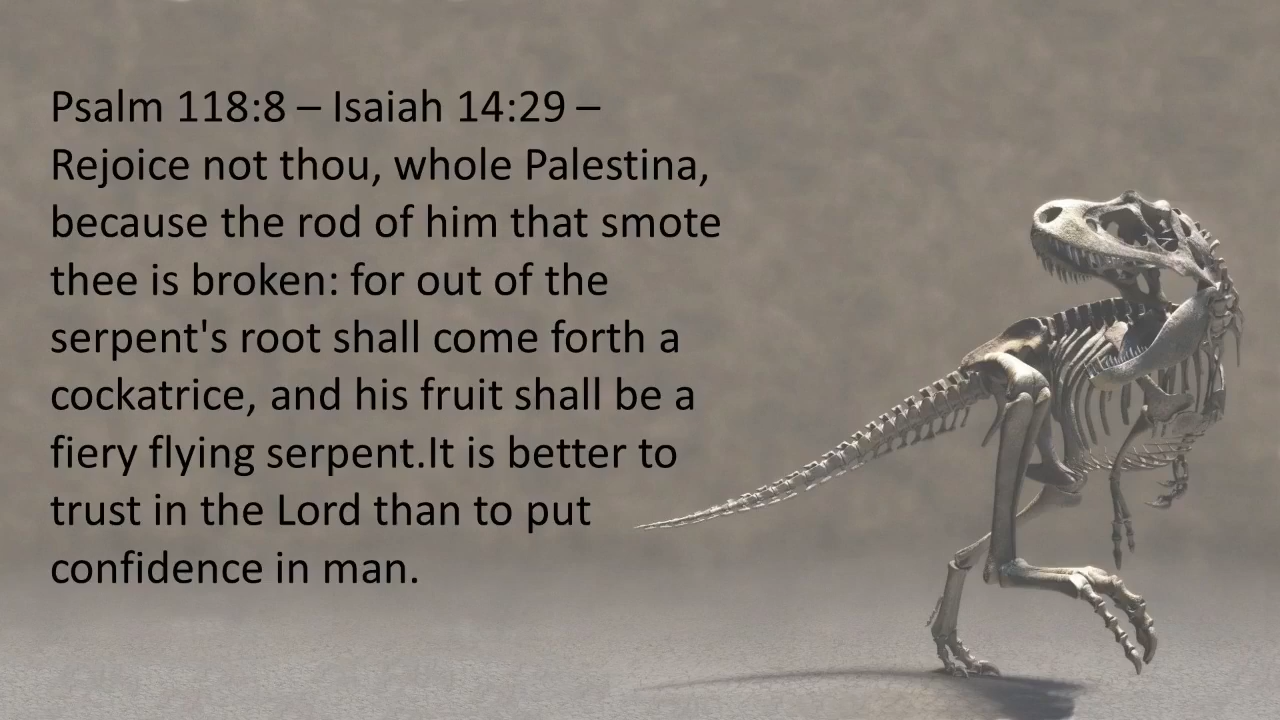 Psalm 118:8 – Isaiah 14:29 –
Rejoice not thou, whole Palestina,
because the rod of him that smote
thee is broken: for out of the
serpent's root shall come forth a
cockatrice, and his fruit shall be a
fiery flying serpent.It is better to
trust in the Lord than to put
confidence in man.